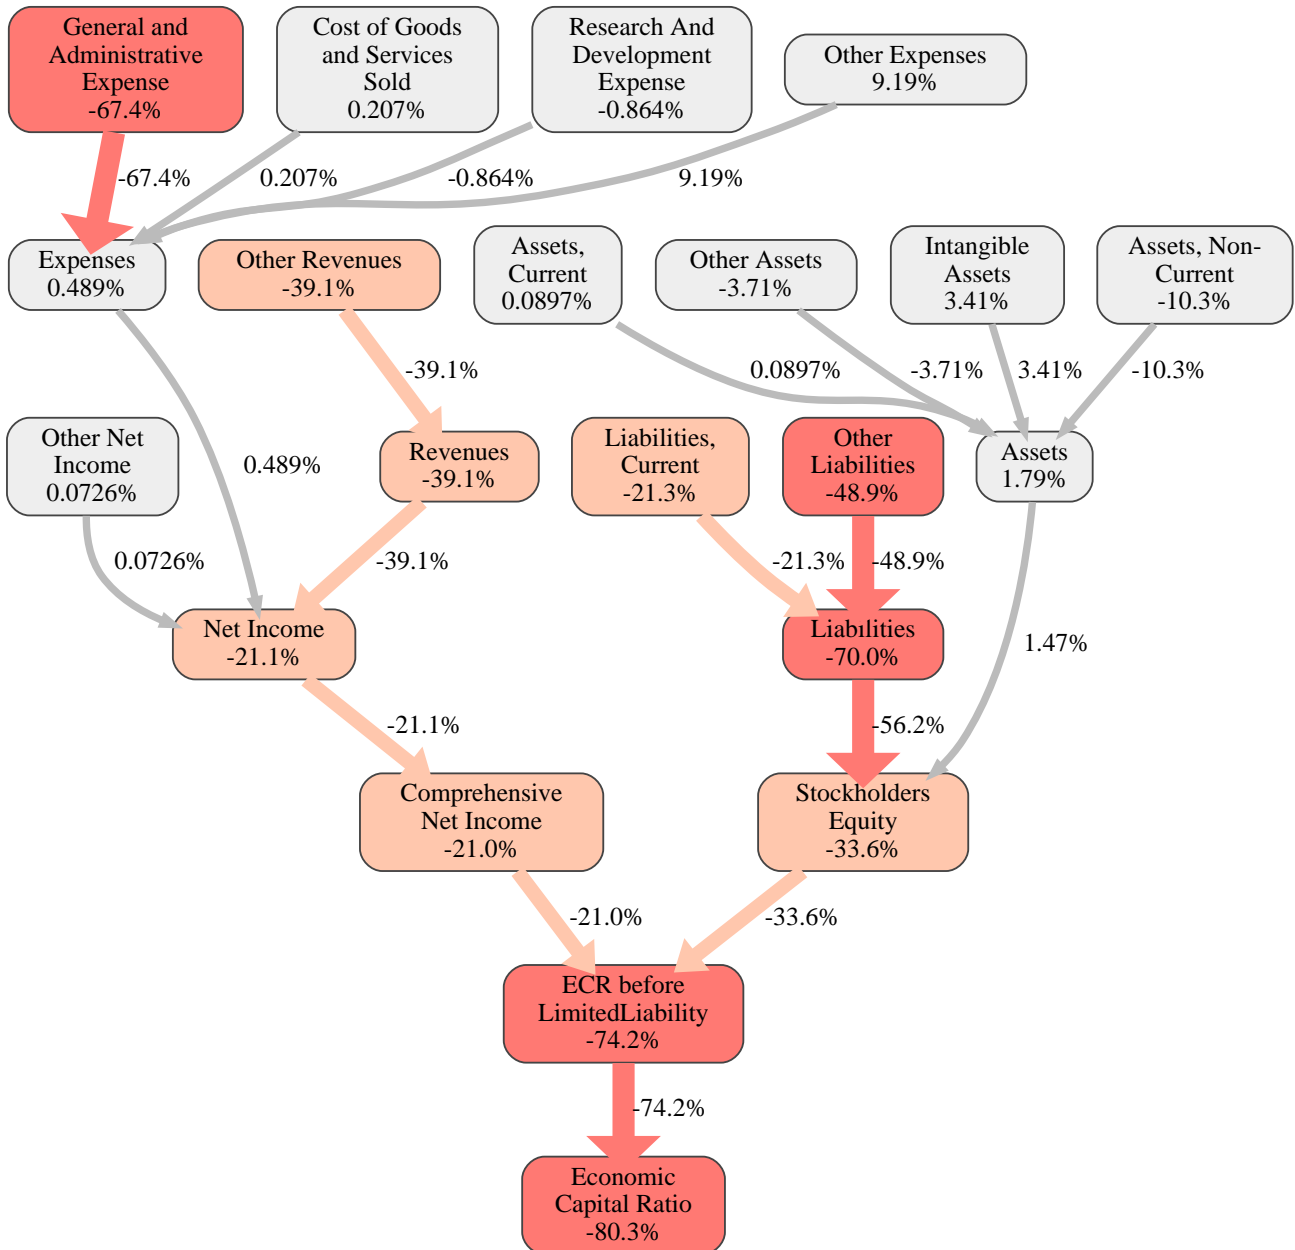 General and
Administrative
Expense
-67.4%
Cost of Goods
and Services
Sold
0.207%
Research And
Development
Expense
-0.864%
Other Expenses
9.19%
-67.4%
0.207%
-0.864%
9.19%
Expenses
0.489%
Other Revenues
-39.1%
Assets,
Current
0.0897%
Other Assets
-3.71%
Intangible
Assets
3.41%
Assets, Non-
Current
-10.3%
-39.1%
0.0897%
-3.71%
3.41%
-10.3%
Other Net
Income
0.0726%
0.489%
Revenues
-39.1%
Liabilities,
Current
-21.3%
Other
Liabilities
-48.9%
Assets
1.79%
0.0726%
-39.1%
-21.3%
-48.9%
Net Income
-21.1%
Liabilities
-70.0%
1.47%
-21.1%
-56.2%
Comprehensive
Net Income
-21.0%
Stockholders
Equity
-33.6%
-21.0%
-33.6%
ECR before
LimitedLiability
-74.2%
-74.2%
Economic
Capital Ratio
-80.3%